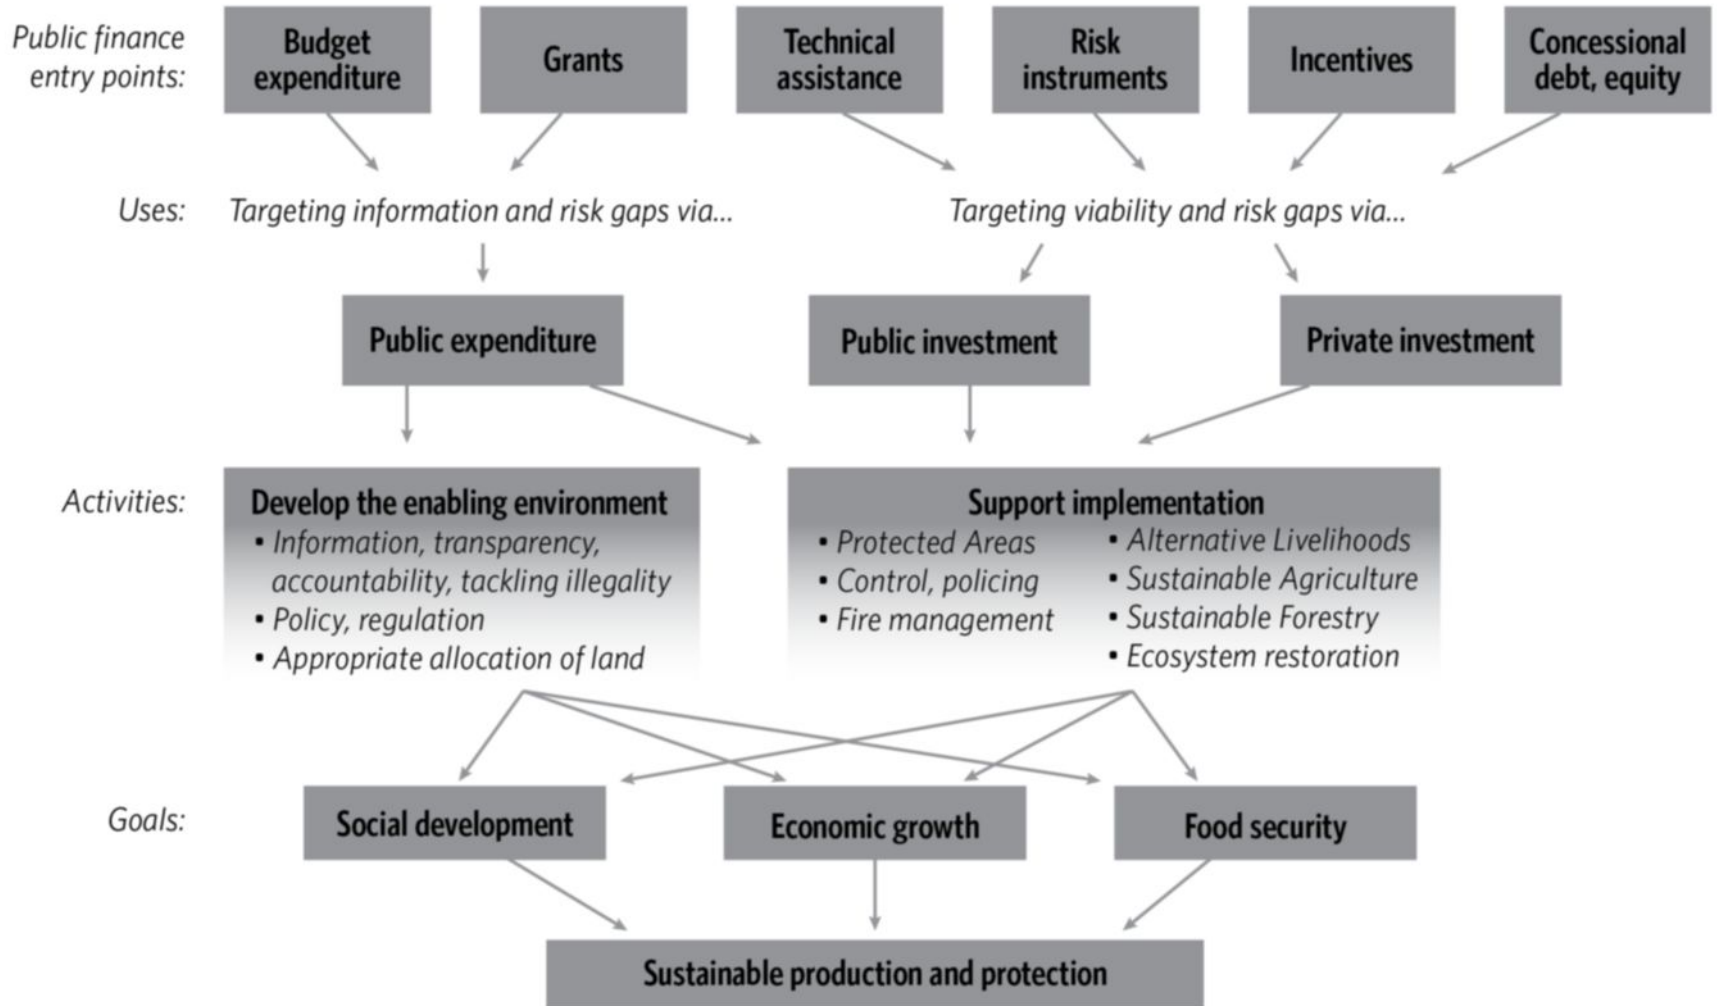 Public finance
entry points:
Budget
expenditure
Grants
Technical
assistance
Risk
instruments
Incentives
Concessional
debt, equity
Uses:
Targeting information and risk gaps via...
Targeting viability and risk gaps via...
Public expenditure
Public investment
Private investment
Activities:
Develop the enabling environment
• Information, transparency,
accountability, tackling illegality
• Policy, regulation
• Appropriate allocation of land
Support implementation
• Protected Areas
• Control, policing
• Fire management
• Alternative Livelihoods
• Sustainable Agriculture
• Sustainable Forestry
• Ecosystem restoration
Goals:
Social development
Economic growth
Food security
Sustainable production and protection